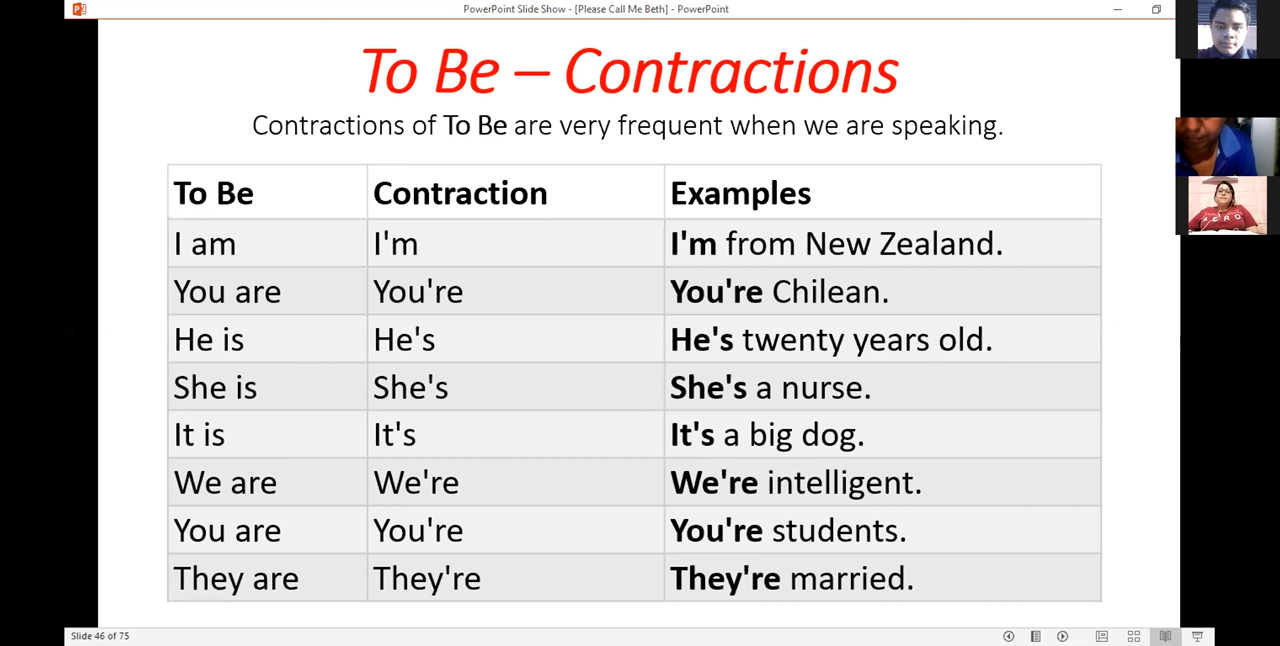 PowerPoint Slide Show - [Please Call Me Beth] - PowerPoint
To Be – Contractions
Contractions of To Be are very frequent when we are speaking.
To Be Contraction Examples
I am I'm I'm from New Zealand.
You are You're You're Chilean.
He is He's He's twenty years old.
She is She's She's a nurse.
It is It's It's a big dog.
We are We're We're intelligent.
You are You're You're students.
They are They're They're married.
Slide 46 of 75